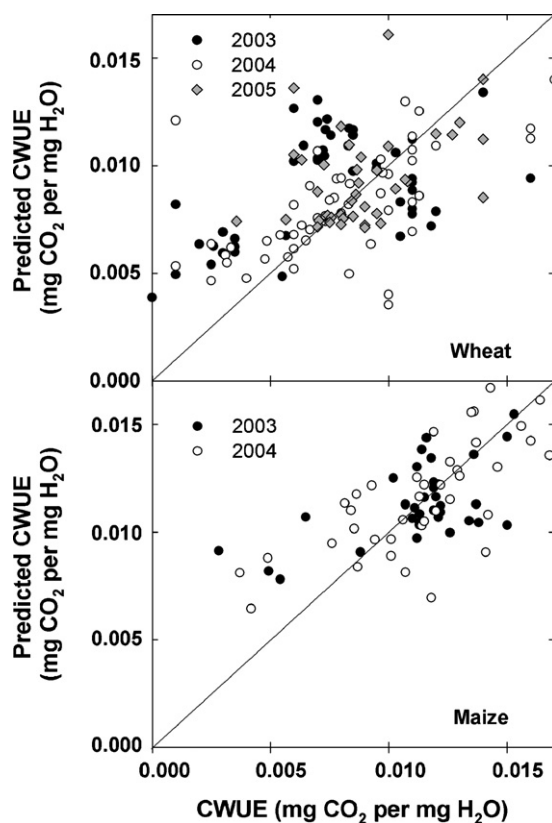 0.015
2003
2004
2005
0.010
0.005
0.000
Predicted CWUE
(mg CO₂ per mg H₂O)
Wheat
0.015
2003
2004
0.010
0.005
0.000
Predicted CWUE
(mg CO₂ per mg H₂O)
Maize
0.000 0.005 0.010 0.015
CWUE (mg CO₂ per mg H₂O)